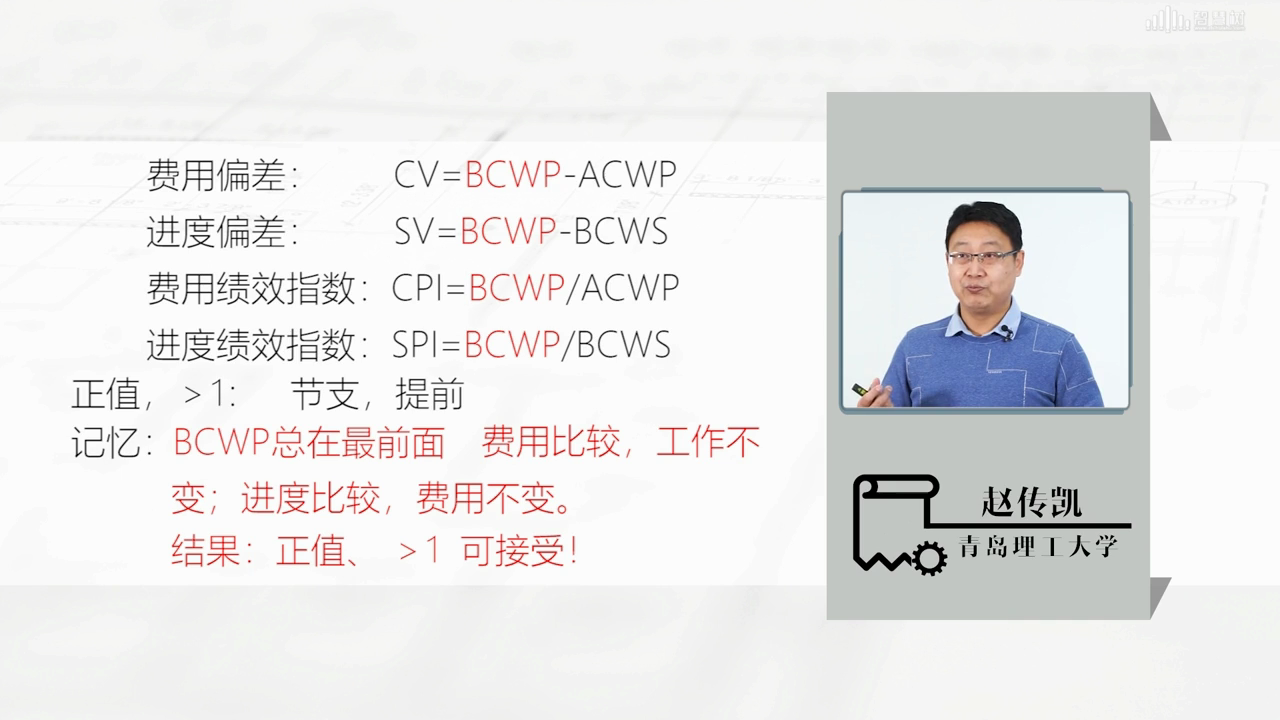 智慧树
费用偏差： CV=BCWP-ACWP
进度偏差： SV=BCWP-BCWS
费用绩效指数：CPI=BCWP/ACWP
进度绩效指数：SPI=BCWP/BCWS
正值，>1: 节支，提前
记忆：BCWP总在最前面 费用比较，工作不
变；进度比较，费用不变。
结果：正值、 >1 可接受！
赵传凯
青岛理工大学